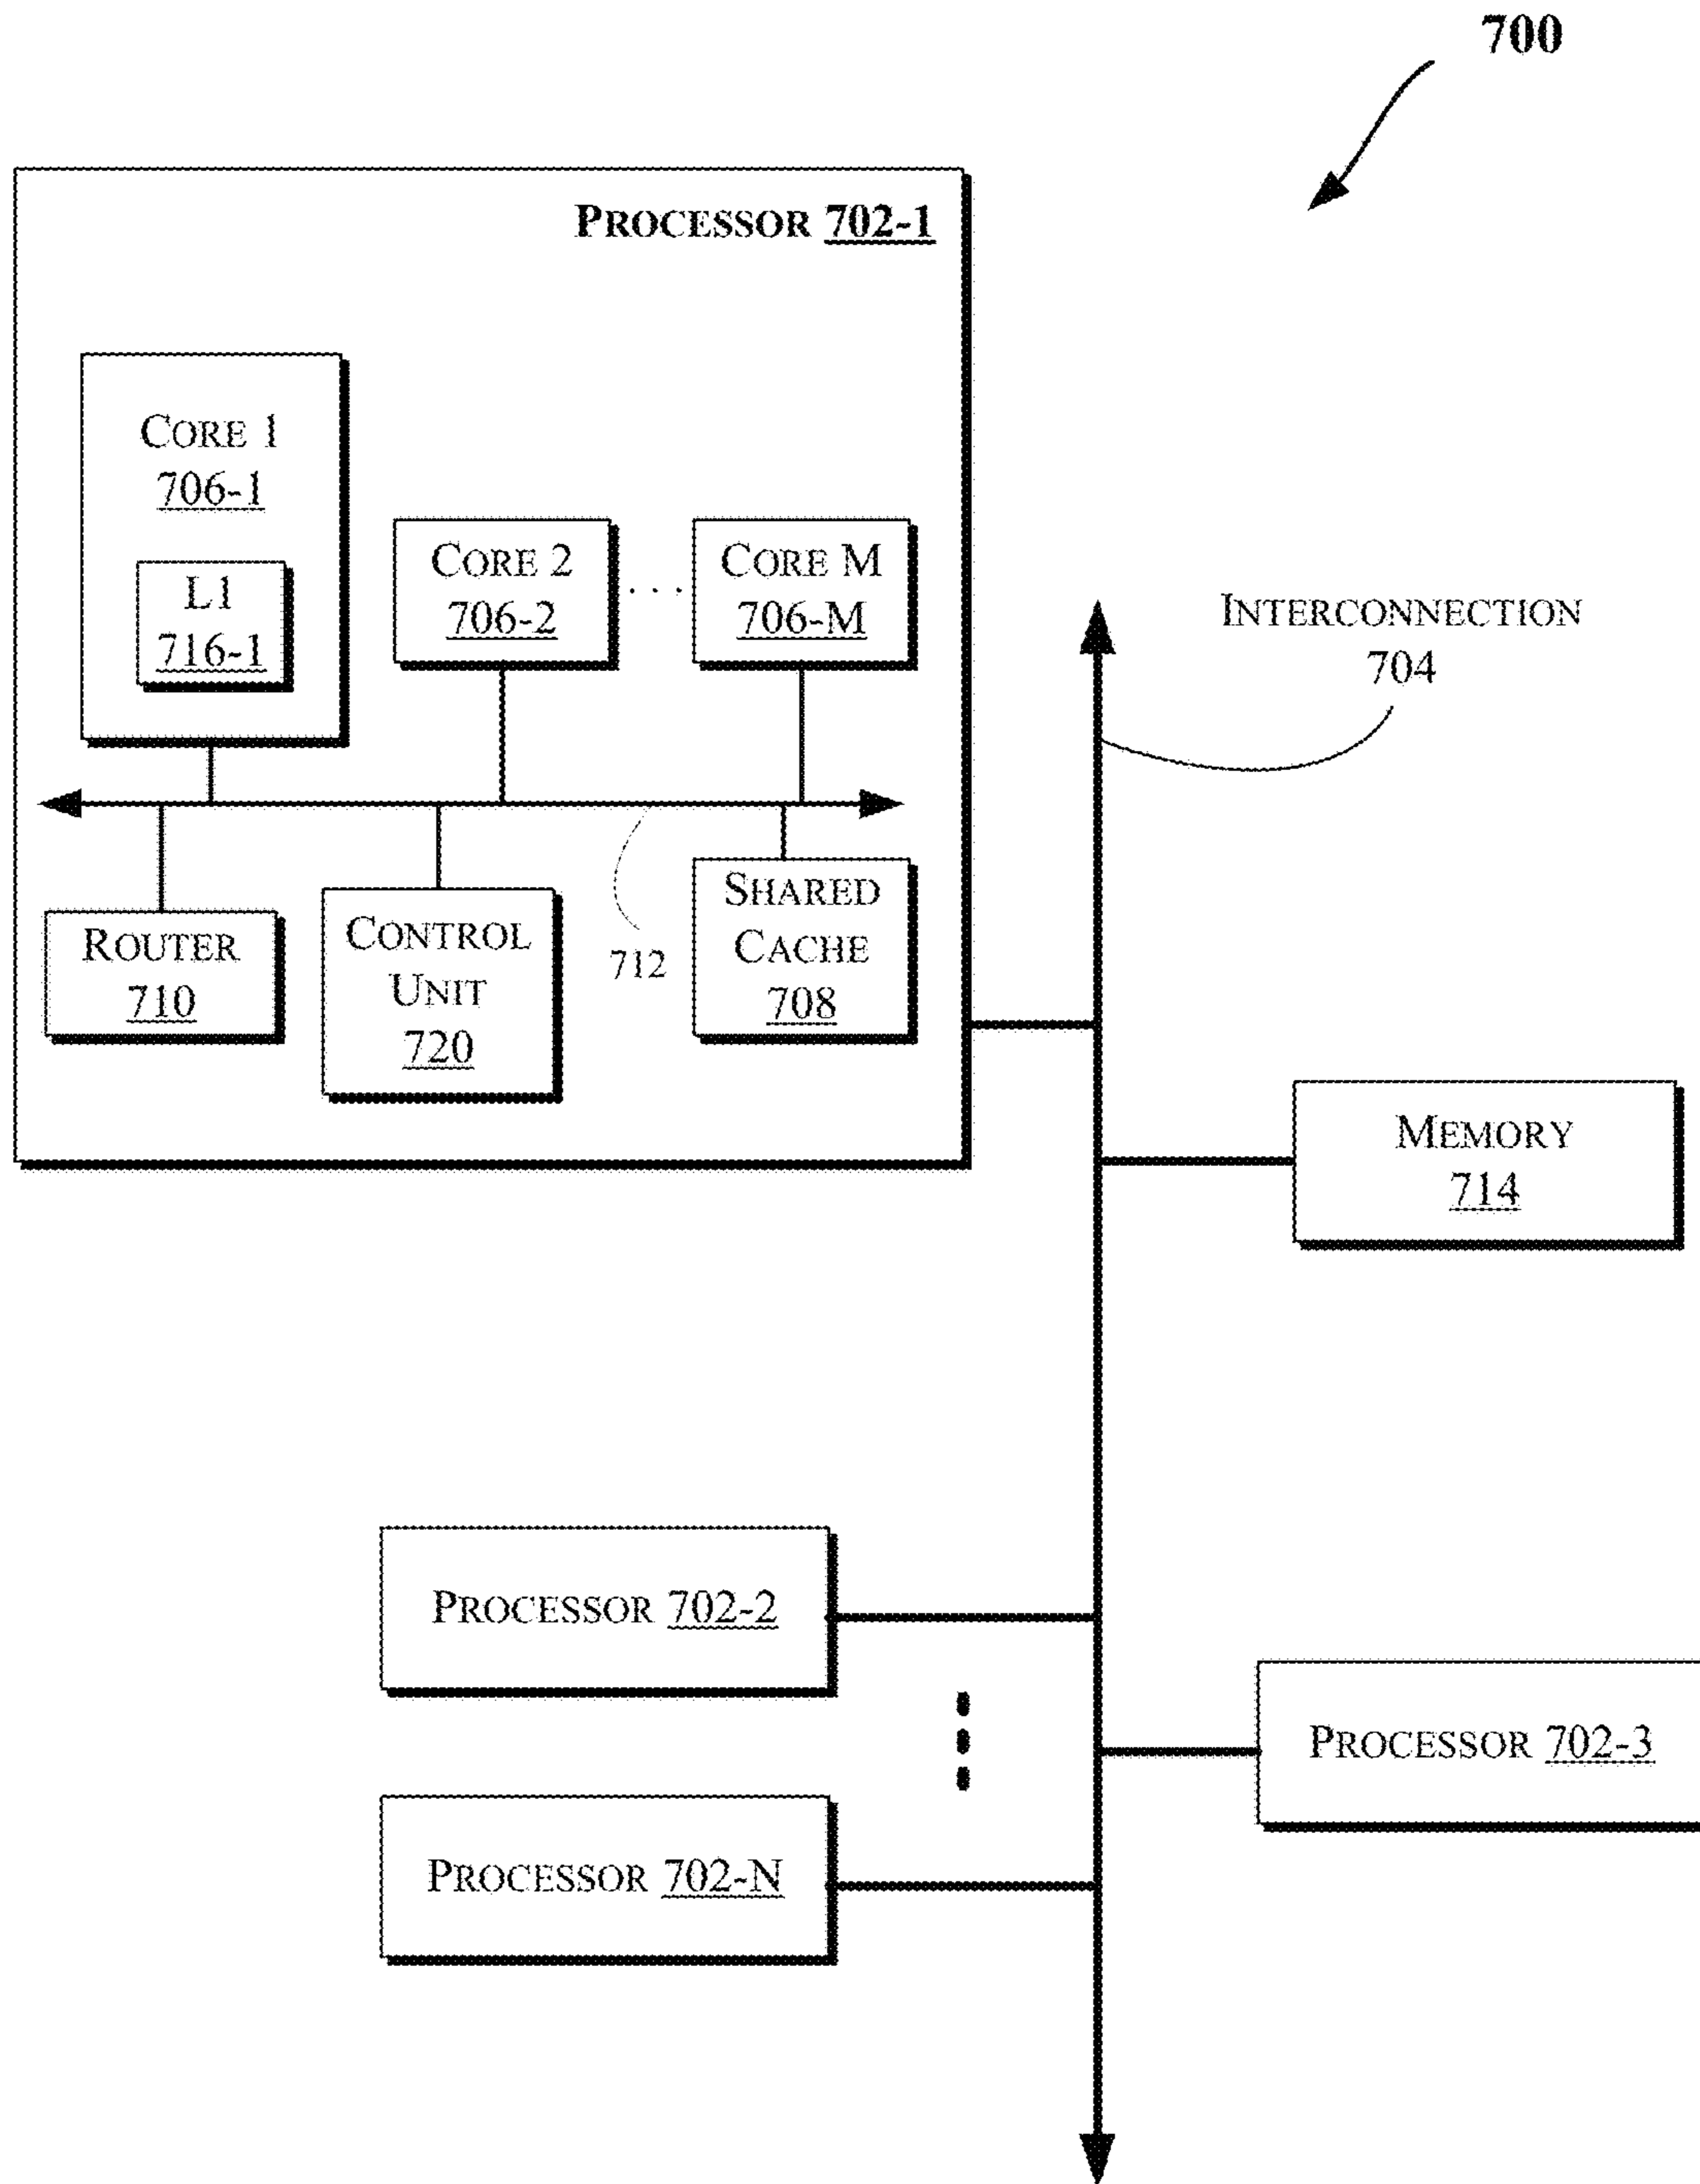 700
PROCESSOR 702-1
CORE 1
706-1
L1
716-1
CORE 2
706-2
. . .
CORE M
706-M
INTERCONNECTION
704
ROUTER
710
CONTROL
UNIT
720
712
SHARED
CACHE
708
MEMORY
714
PROCESSOR 702-2
PROCESSOR 702-3
PROCESSOR 702-N